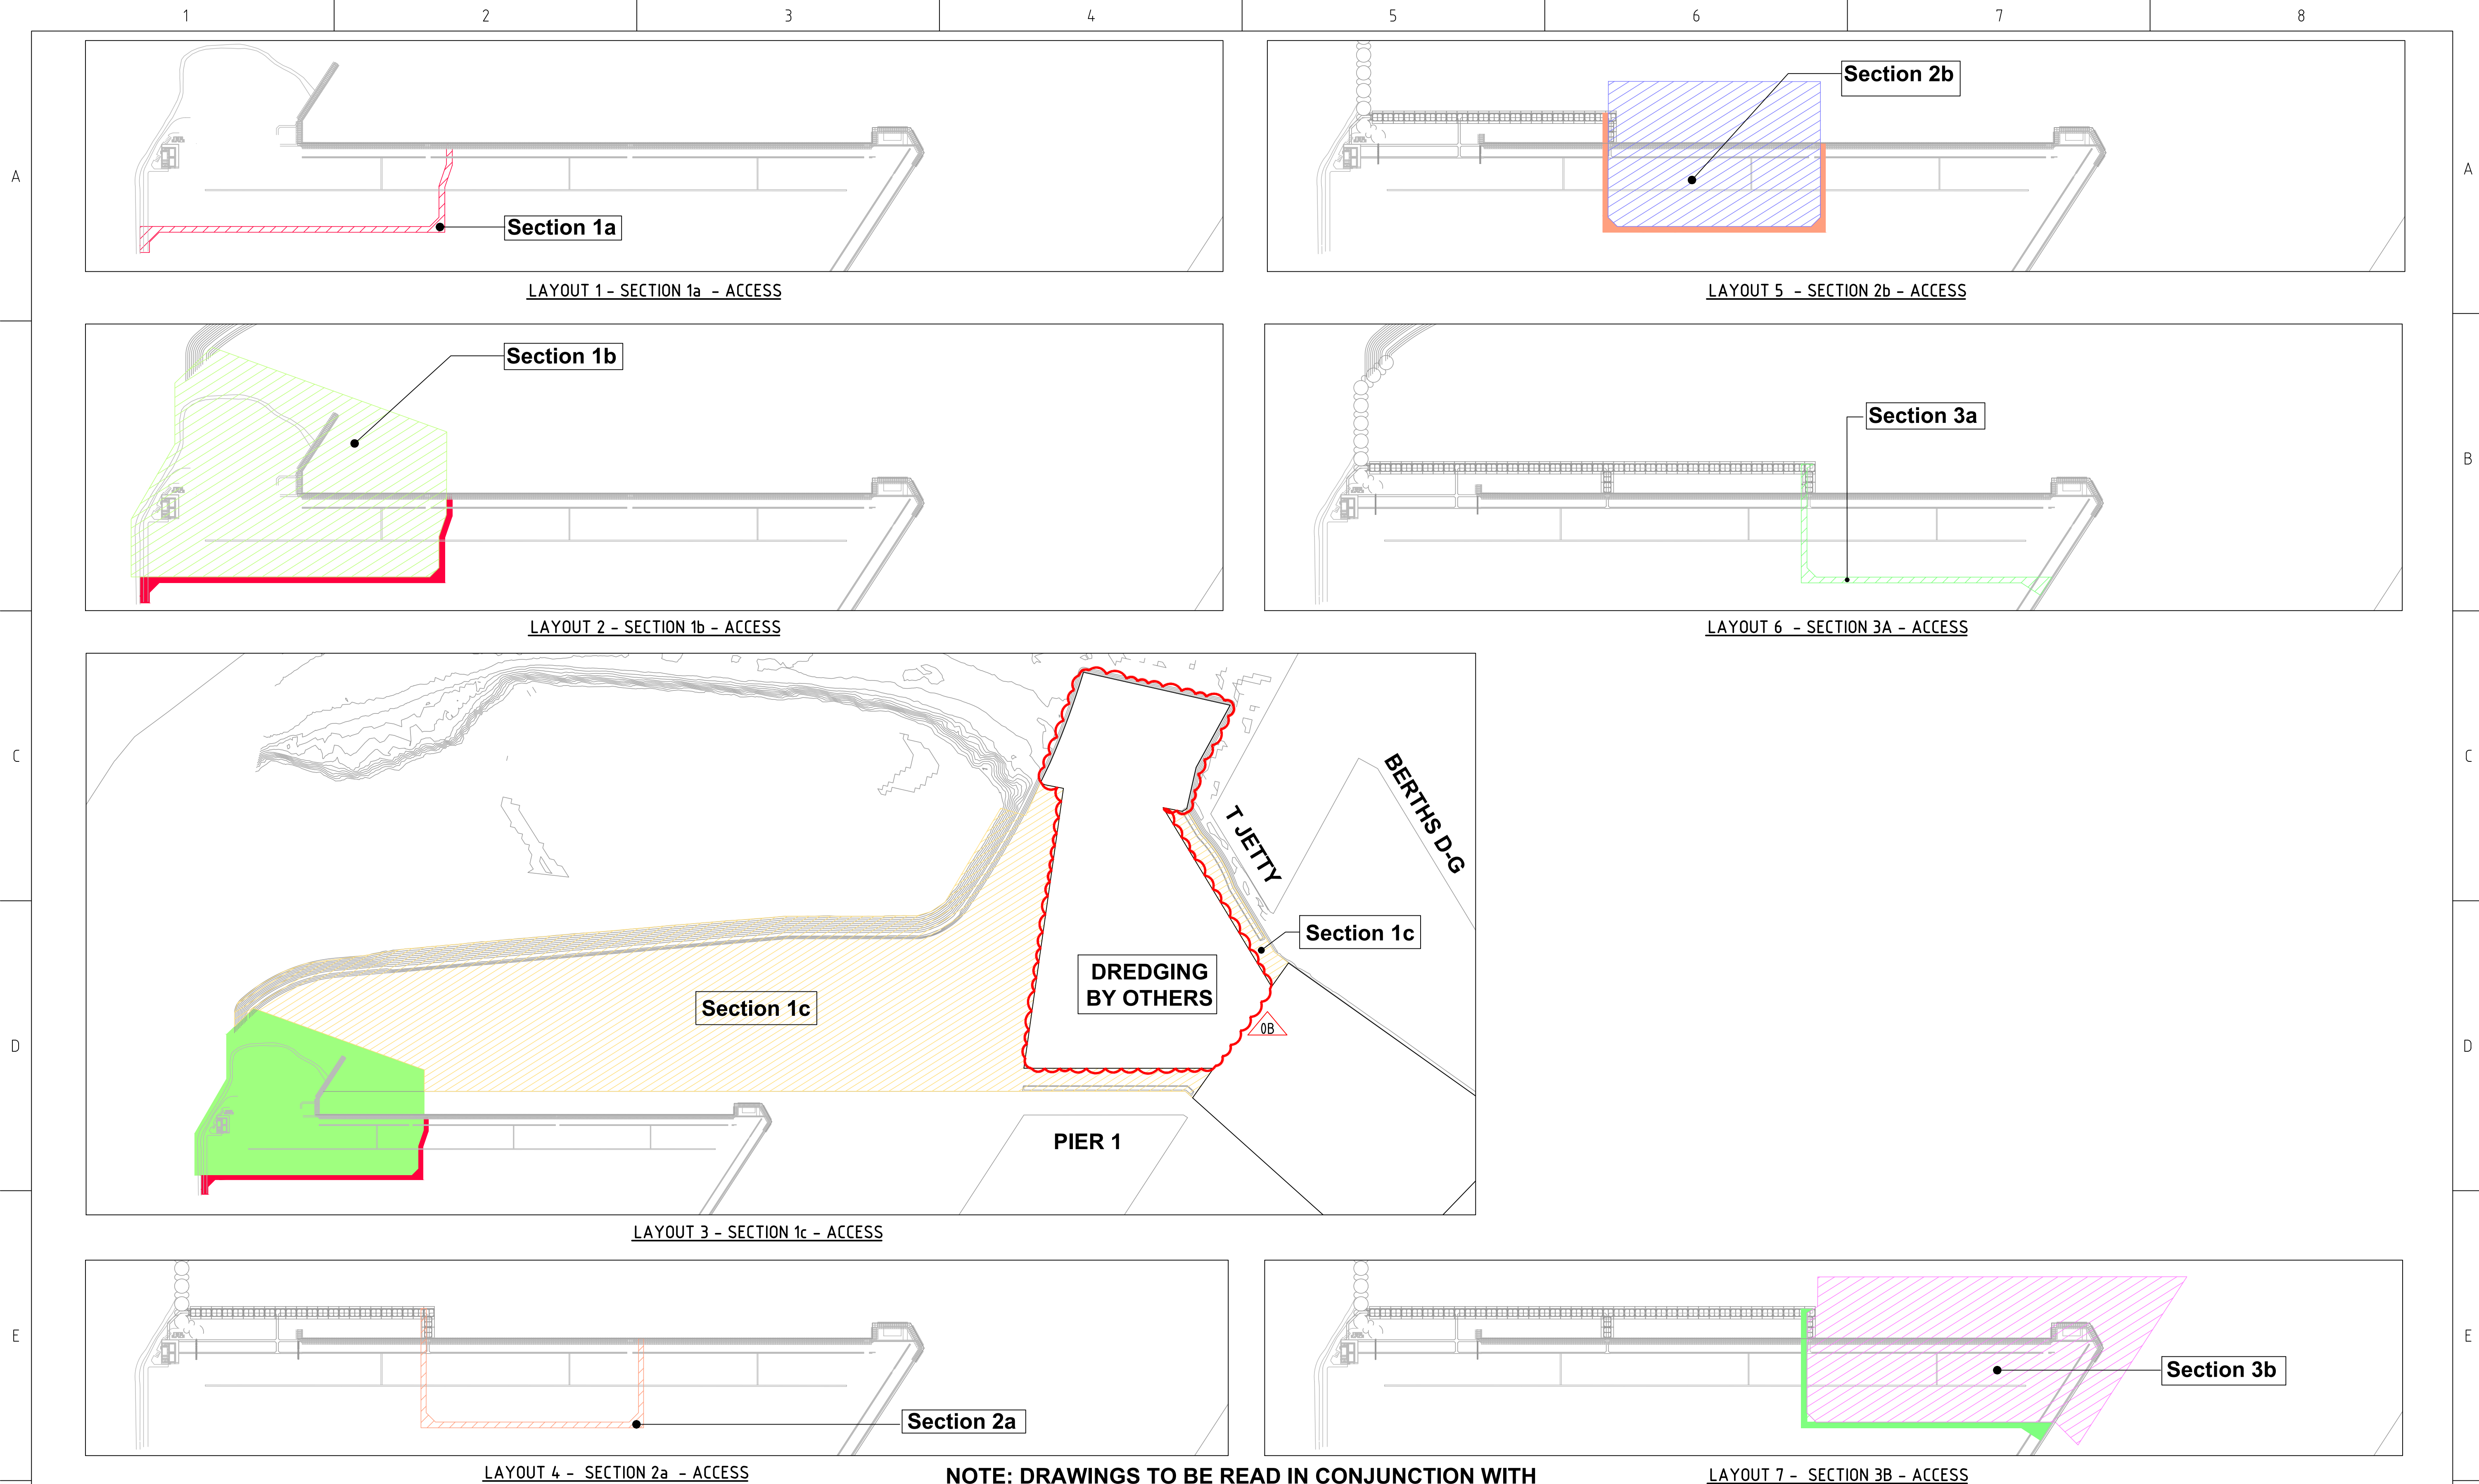 1 2 3 4 5 6 7 8
A A
Section 1a
LAYOUT 1 - SECTION 1a - ACCESS
Section 2b
LAYOUT 5 - SECTION 2b - ACCESS
B
Section 1b
LAYOUT 2 - SECTION 1b - ACCESS
Section 3a
LAYOUT 6 - SECTION 3A - ACCESS
C C
T JETTY
BERTHS D-G
Section 1c
DREDGING
BY OTHERS
Section 1c
0B
D D
PIER 1
LAYOUT 3 - SECTION 1c - ACCESS
E E
Section 2a
LAYOUT 4 - SECTION 2a - ACCESS
Section 3b
LAYOUT 7 - SECTION 3B - ACCESS
NOTE: DRAWINGS TO BE READ IN CONJUNCTION WITH